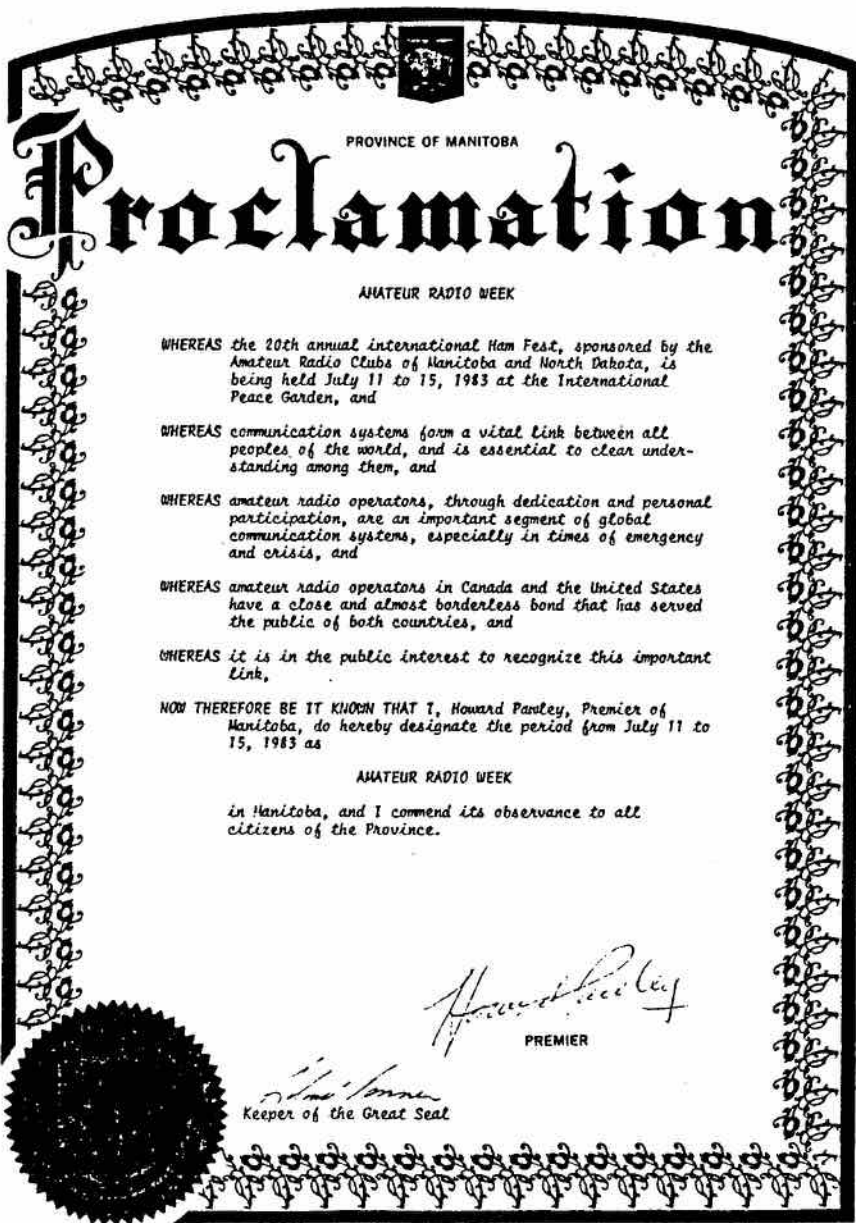 PROVINCE OF MANITOBA
Proclamation
AMATEUR RADIO WEEK
WHEREAS the 20th annual international Ham Fest, sponsored by the
Amateur Radio Clubs of Manitoba and North Dakota, is
being held July 11 to 15, 1983 at the International
Peace Garden, and
WHEREAS communication systems form a vital link between all
peoples of the world, and is essential to clear under-
standing among them, and
WHEREAS amateur radio operators, through dedication and personal
participation, are an important segment of global
communication systems, especially in times of emergency
and crisis, and
WHEREAS amateur radio operators in Canada and the United States
have a close and almost borderless bond that has served
the public of both countries, and
WHEREAS it is in the public interest to recognize this important
link,
NOW THEREFORE BE IT KNOWN THAT I, Howard Pawley, Premier of
Manitoba, do hereby designate the period from July 11 to
15, 1983 as
AMATEUR RADIO WEEK
in Manitoba, and I commend its observance to all
citizens of the Province.
Howard Pawley
PREMIER
Keeper of the Great Seal